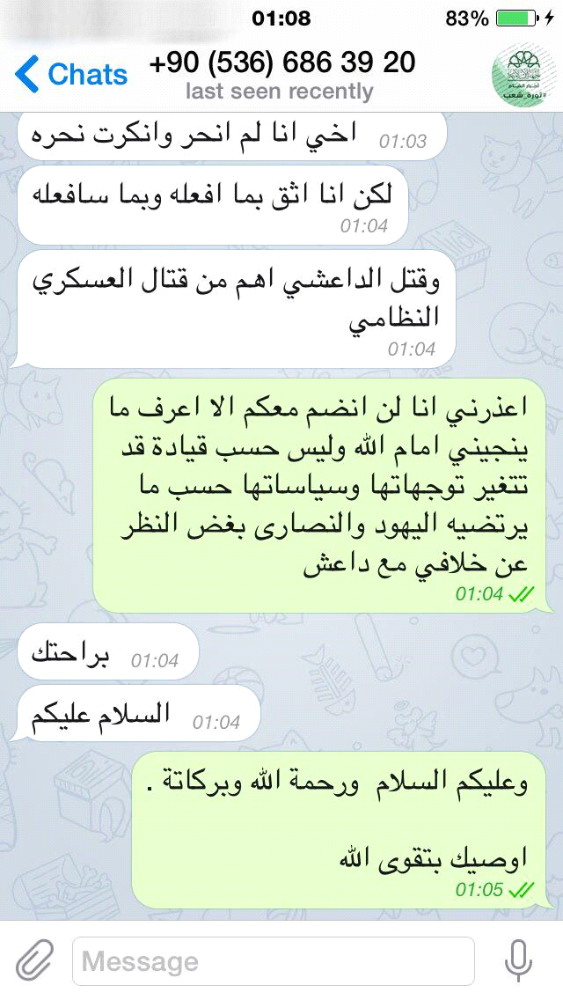 01:08
83%
Chats
+90 (536) 686 39 20
last seen recently
#ثورة_شعب
اخي انا لم انحر وانكرت نحره
01:03
لكن انا اثق بما افعله وبما سافعله
01:04
وقتل الداعشي اهم من قتال العسكري
النظامي
01:04
اعذرني انا لن انضم معكم الا اعرف ما
ينجيني امام الله وليس حسب قيادة قد
تتغير توجهاتها وسياساتها حسب ما
يرتضيه اليهود والنصارى بغض النظر
عن خلافي مع داعش
01:04
براحتك
01:04
السلام عليكم
01:04
وعليكم السلام ورحمة الله وبركاتة .
اوصيك بتقوى الله
01:05
Message